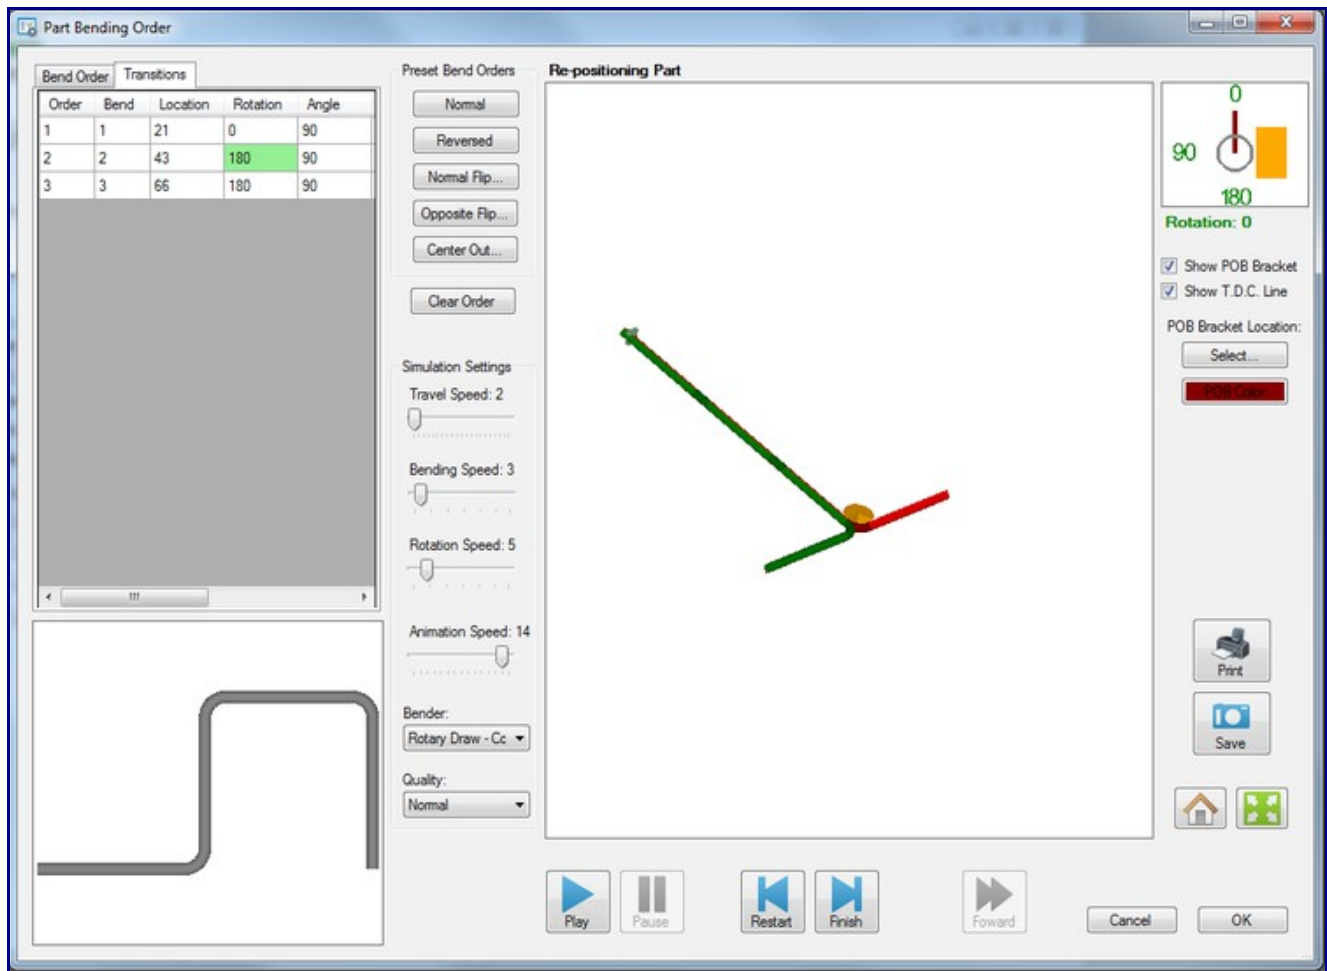 Part Bending Order
Bend Order Transitions
Order Bend Location Rotation Angle
1 1 21 0 90
2 2 43 180 90
3 3 66 180 90
Preset Bend Orders
Normal
Reversed
Normal Flip...
Opposite Flip...
Center Out...
Clear Order
Simulation Settings
Travel Speed: 2
Bending Speed: 3
Rotation Speed: 5
Animation Speed: 14
Bender:
Rotary Draw - Cc
Quality:
Normal
Re-positioning Part
0
90
180
Rotation: 0
Show POB Bracket
Show T.D.C. Line
POB Bracket Location:
Select...
POB Color
Print
Save
Play
Pause
Restart
Finish
Foward
Cancel
OK